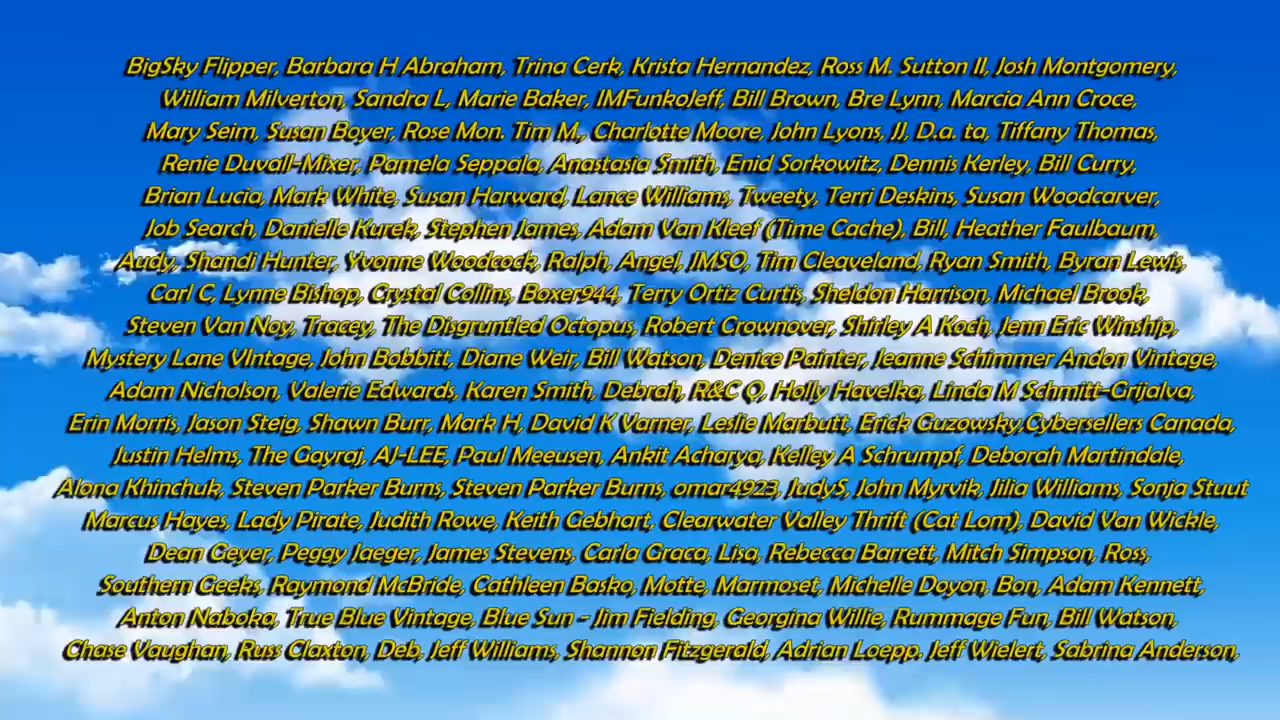 BigSky Flipper, Barbara H Abraham, Trina Cerk, Krista Hernandez, Ross M. Sutton II, Josh Montgomery,
William Milverton, Sandra L, Marie Baker, IMFunkoJeff, Bill Brown, Bre Lynn, Marcia Ann Croce,
Mary Seim, Susan Boyer, Rose Mon. Tim M., Charlotte Moore, John Lyons, JJ, D.a. ta, Tiffany Thomas,
Renie Duvall-Mixer, Pamela Seppala, Anastasia Smith, Enid Sorkowitz, Dennis Kerley, Bill Curry,
Brian Lucia, Mark White, Susan Harward, Lance Williams, Tweety, Terri Deskins, Susan Woodcarver,
Job Search, Danielle Kurek, Stephen James, Adam Van Kleef (Time Cache), Bill, Heather Faulbaum,
Audy, Shandi Hunter, Yvonne Woodcock, Ralph, Angel, JMSO, Tim Cleaveland, Ryan Smith, Byran Lewis,
Carl C, Lynne Bishop, Crystal Collins, Boxer944, Terry Ortiz Curtis, Sheldon Harrison, Michael Brook,
Steven Van Noy, Tracey, The Disgruntled Octopus, Robert Crownover, Shirley A Koch, Jenn Eric Winship,
Mystery Lane VIntage, John Bobbitt, Diane Weir, Bill Watson, Denice Painter, Jeanne Schimmer Andon Vintage,
Adam Nicholson, Valerie Edwards, Karen Smith, Debrah, R&C Q, Holly Havelka, Linda M Schmitt-Grijalva,
Erin Morris, Jason Steig, Shawn Burr, Mark H, David K Varner, Leslie Marbutt, Erick Guzowsky,Cybersellers Canada,
Justin Helms, The Gayraj, AJ-LEE, Paul Meeusen, Ankit Acharya, Kelley A Schrumpf, Deborah Martindale,
Alona Khinchuk, Steven Parker Burns, Steven Parker Burns, omar4923, JudyS, John Myrvik, Jilia Williams, Sonja Stuut
Marcus Hayes, Lady Pirate, Judith Rowe, Keith Gebhart, Clearwater Valley Thrift (Cat Lom), David Van Wickle,
Dean Geyer, Peggy Jaeger, James Stevens, Carla Graca, Lisa, Rebecca Barrett, Mitch Simpson, Ross,
Southern Geeks, Raymond McBride, Cathleen Basko, Motte, Marmoset, Michelle Doyon, Bon, Adam Kennett,
Anton Naboka, True Blue Vintage, Blue Sun - Jim Fielding, Georgina Willie, Rummage Fun, Bill Watson,
Chase Vaughan, Russ Claxton, Deb, Jeff Williams, Shannon Fitzgerald, Adrian Loepp. Jeff Wielert, Sabrina Anderson,